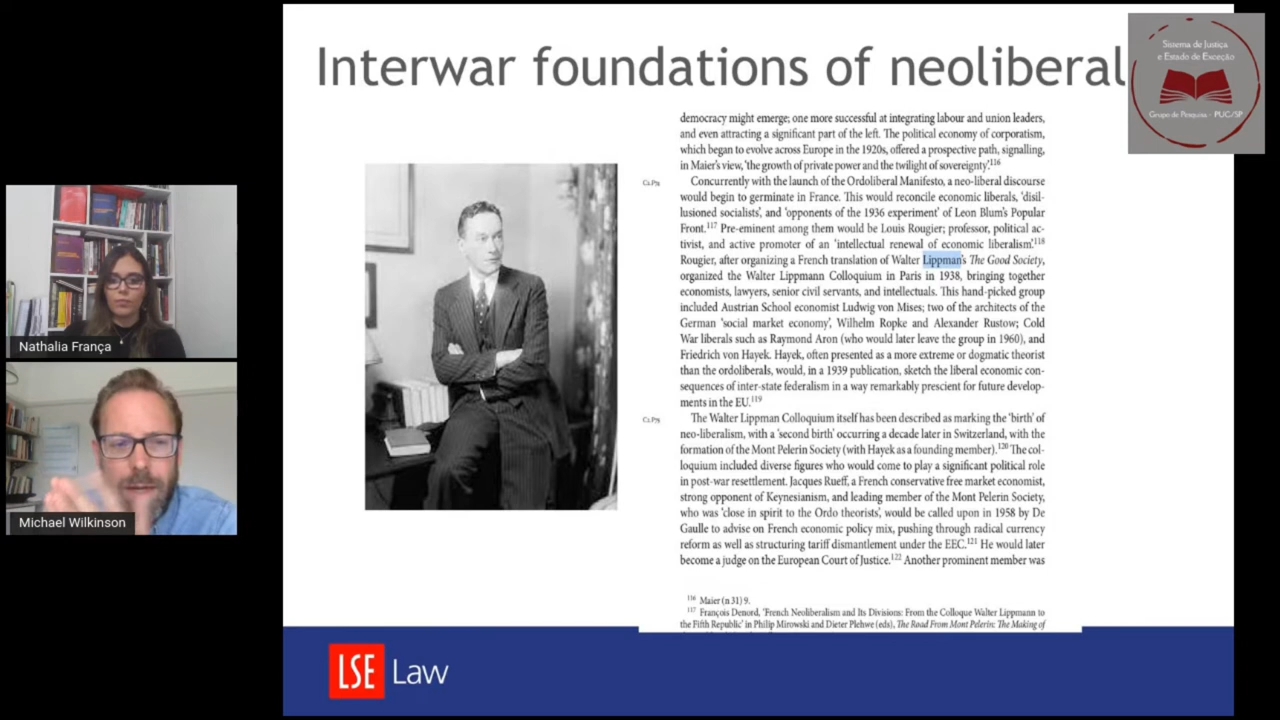 Interwar foundations of neoliberal
Sistema de Justiça
e Estado de Exceção
Grupo de Pesquisa - PUC/SP
democracy might emerge; one more successful at integrating labour and union leaders,
and even attracting a significant part of the left. The political economy of corporatism,
which began to evolve across Europe in the 1920s, offered a prospective path, signalling,
in Maier's view, 'the growth of private power and the twilight of sovereignty'.116
Concurrently with the launch of the Ordoliberal Manifesto, a neo-liberal discourse
would begin to germinate in France. This would reconcile economic liberals, 'disil-
lusioned socialists', and 'opponents of the 1936 experiment' of Leon Blum's Popular
Front.117 Pre-eminent among them would be Louis Rougier; professor, political ac-
tivist, and active promoter of an 'intellectual renewal of economic liberalism'.118
Rougier, after organizing a French translation of Walter Lippman's The Good Society,
organized the Walter Lippmann Colloquium in Paris in 1938, bringing together
economists, lawyers, senior civil servants, and intellectuals. This hand-picked group
included Austrian School economist Ludwig von Mises; two of the architects of the
German 'social market economy', Wilhelm Ropke and Alexander Rustow; Cold
War liberals such as Raymond Aron (who would later leave the group in 1960), and
Friedrich von Hayek. Hayek, often presented as a more extreme or dogmatic theorist
than the ordoliberals, would, in a 1939 publication, sketch the liberal economic con-
sequences of inter-state federalism in a way remarkably prescient for future develop-
ments in the EU.119
The Walter Lippman Colloquium itself has been described as marking the 'birth' of
neo-liberalism, with a 'second birth' occurring a decade later in Switzerland, with the
formation of the Mont Pelerin Society (with Hayek as a founding member).120 The col-
loquium included diverse figures who would come to play a significant political role
in post-war resettlement. Jacques Rueff, a French conservative free market economist,
strong opponent of Keynesianism, and leading member of the Mont Pelerin Society,
who was 'close in spirit to the Ordo theorists', would be called upon in 1958 by De
Gaulle to advise on French economic policy mix, pushing through radical currency
reform as well as structuring tariff dismantlement under the EEC.121 He would later
become a judge on the European Court of Justice.122 Another prominent member was
116 Maier (n 31) 9.
117 François Denord, 'French Neoliberalism and Its Divisions: From the Colloque Walter Lippmann to
the Fifth Republic' in Philip Mirowski and Dieter Plehwe (eds), The Road From Mont Pelerin: The Making of
Nathalia França
Michael Wilkinson
LSE Law